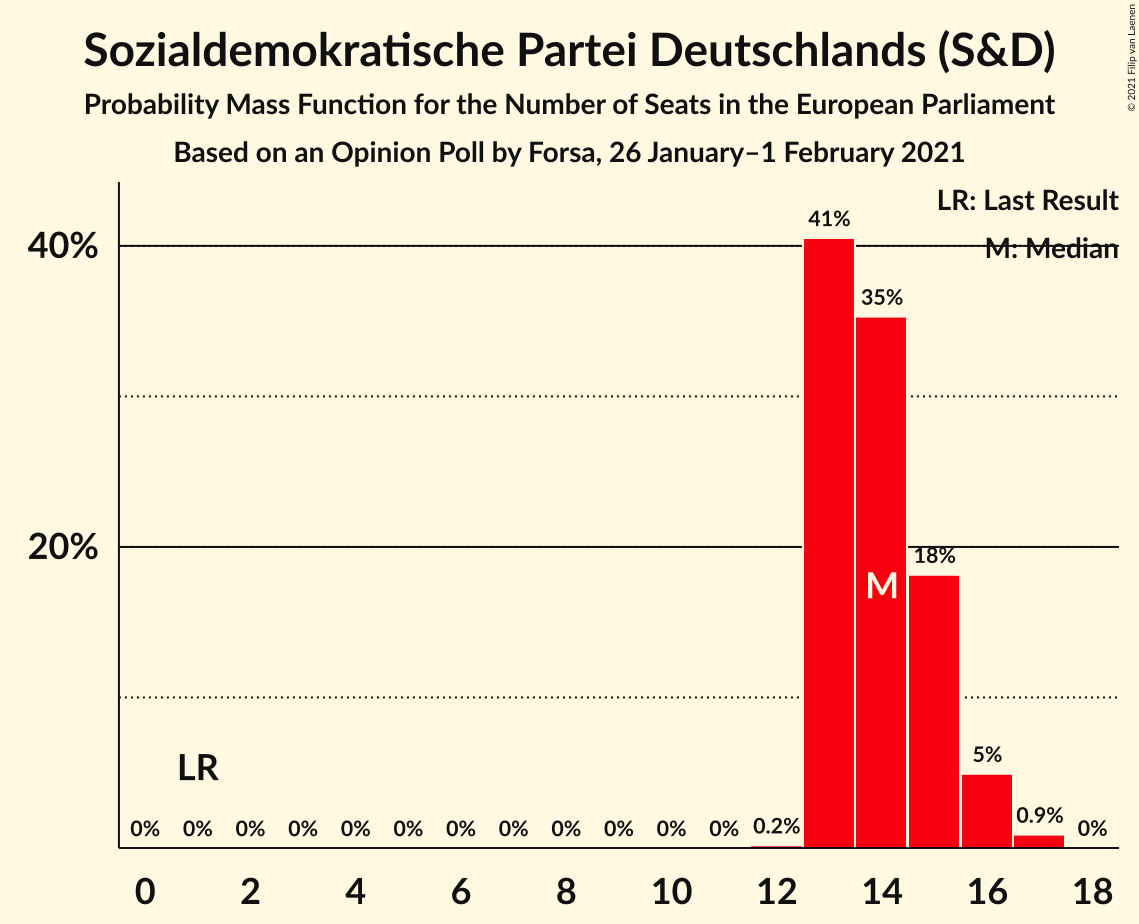 Sozialdemokratische Partei Deutschlands (S&D)
Probability Mass Function for the Number of Seats in the European Parliament
Based on an Opinion Poll by Forsa, 26 January–1 February 2021
© 2021 Filip van Laenen
LR: Last Result
M: Median
40%
20%
41%
35%
18%
M
5%
LR
0% 0% 0% 0% 0% 0% 0% 0% 0% 0% 0% 0% 0.2% 0.9% 0%
0 2 4 6 8 10 12 14 16 18